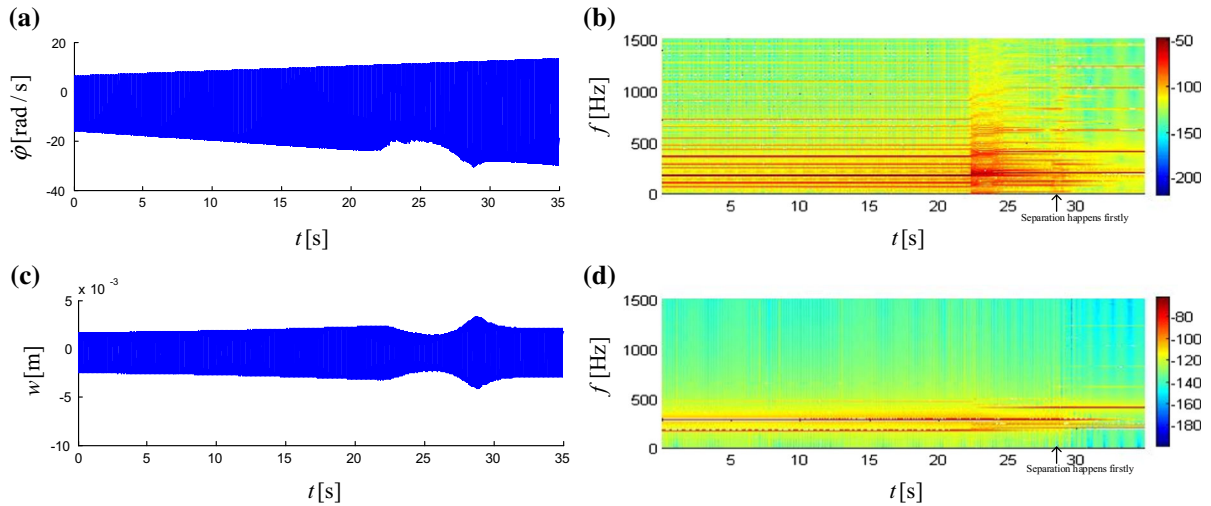 (a)
20
0
-20
-40
φ̇ [rad / s]
0 5 10 15 20 25 30 35
t [s]
(b)
1500
1000
500
0
f [Hz]
5 10 15 20 25 30
Separation happens firstly
t [s]
-50
-100
-150
-200
(c)
x 10 -3
5
0
-5
-10
w [m]
0 5 10 15 20 25 30 35
t [s]
(d)
1500
1000
500
0
f [Hz]
5 10 15 20 25 30
Separation happens firstly
t [s]
-80
-100
-120
-140
-160
-180